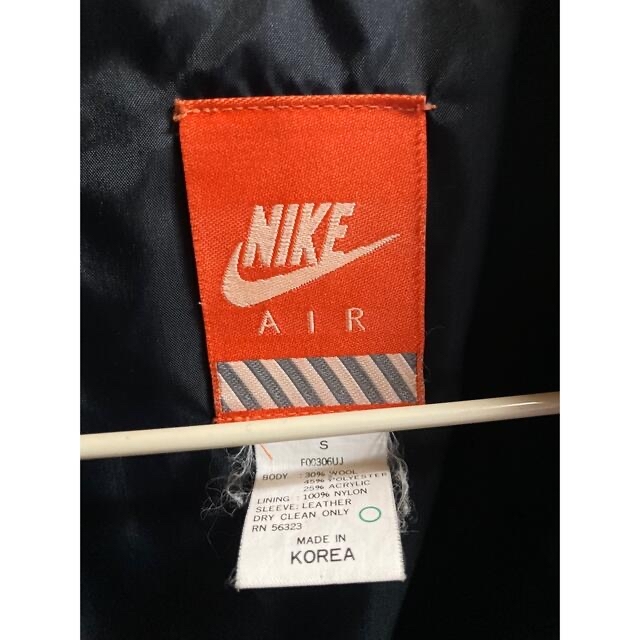 NIKE
AIR
S
F00306UJ
BODY : 30% WOOL
45% POLYESTER
25% ACRYLIC
LINING : 100% NYLON
SLEEVE; LEATHER
DRY CLEAN ONLY
RN 56323
MADE IN
KOREA